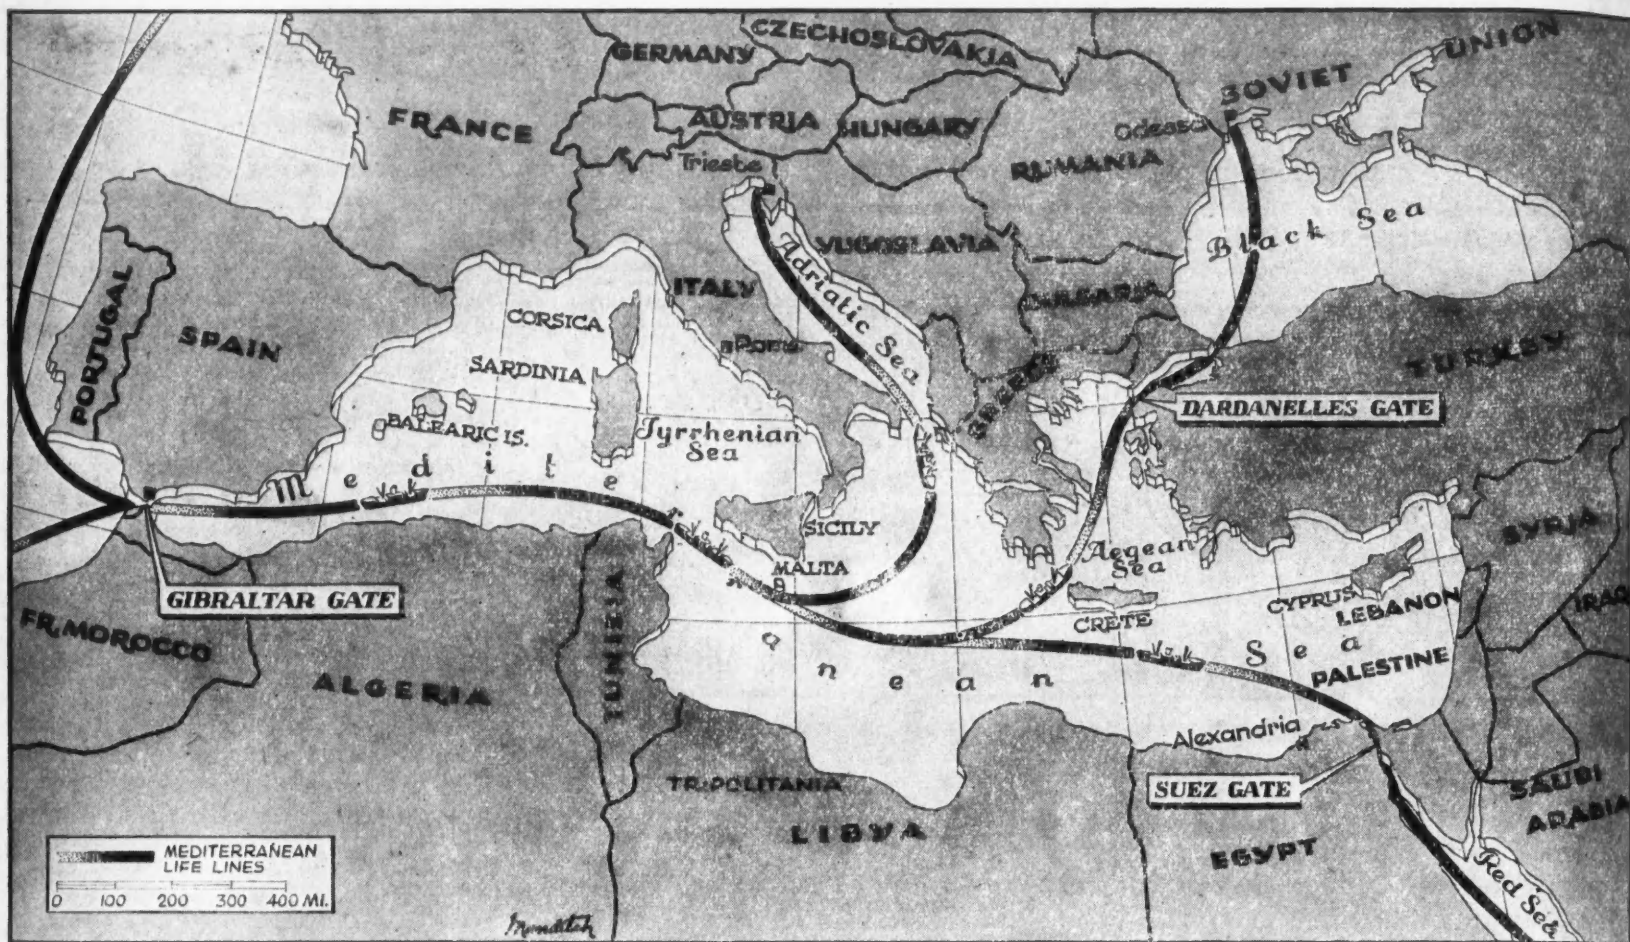 CZECHOSLOVAKIA
GERMANY
UNION
SOVIET
FRANCE
AUSTRIA
HUNGARY
Odessa
RUMANIA
Trieste
Black Sea
YUGOSLAVIA
Adriatic Sea
ITALY
BULGARIA
PORTUGAL
SPAIN
CORSICA
Rome
TURKEY
SARDINIA
GREECE
DARDANELLES GATE
BALEARIC IS.
Tyrrhenian
Sea
Mediterranean Sea
SICILY
MALTA
Aegean
Sea
SYRIA
GIBRALTAR GATE
CRETE
CYPRUS
LEBANON
IRAQ
FR. MOROCCO
TUNISIA
PALESTINE
ALGERIA
Alexandria
TRIPOLITANIA
SUEZ GATE
SAUDI
ARABIA
LIBYA
EGYPT
Red Sea
MEDITERRANEAN
LIFE LINES
0 100 200 300 400 MI.